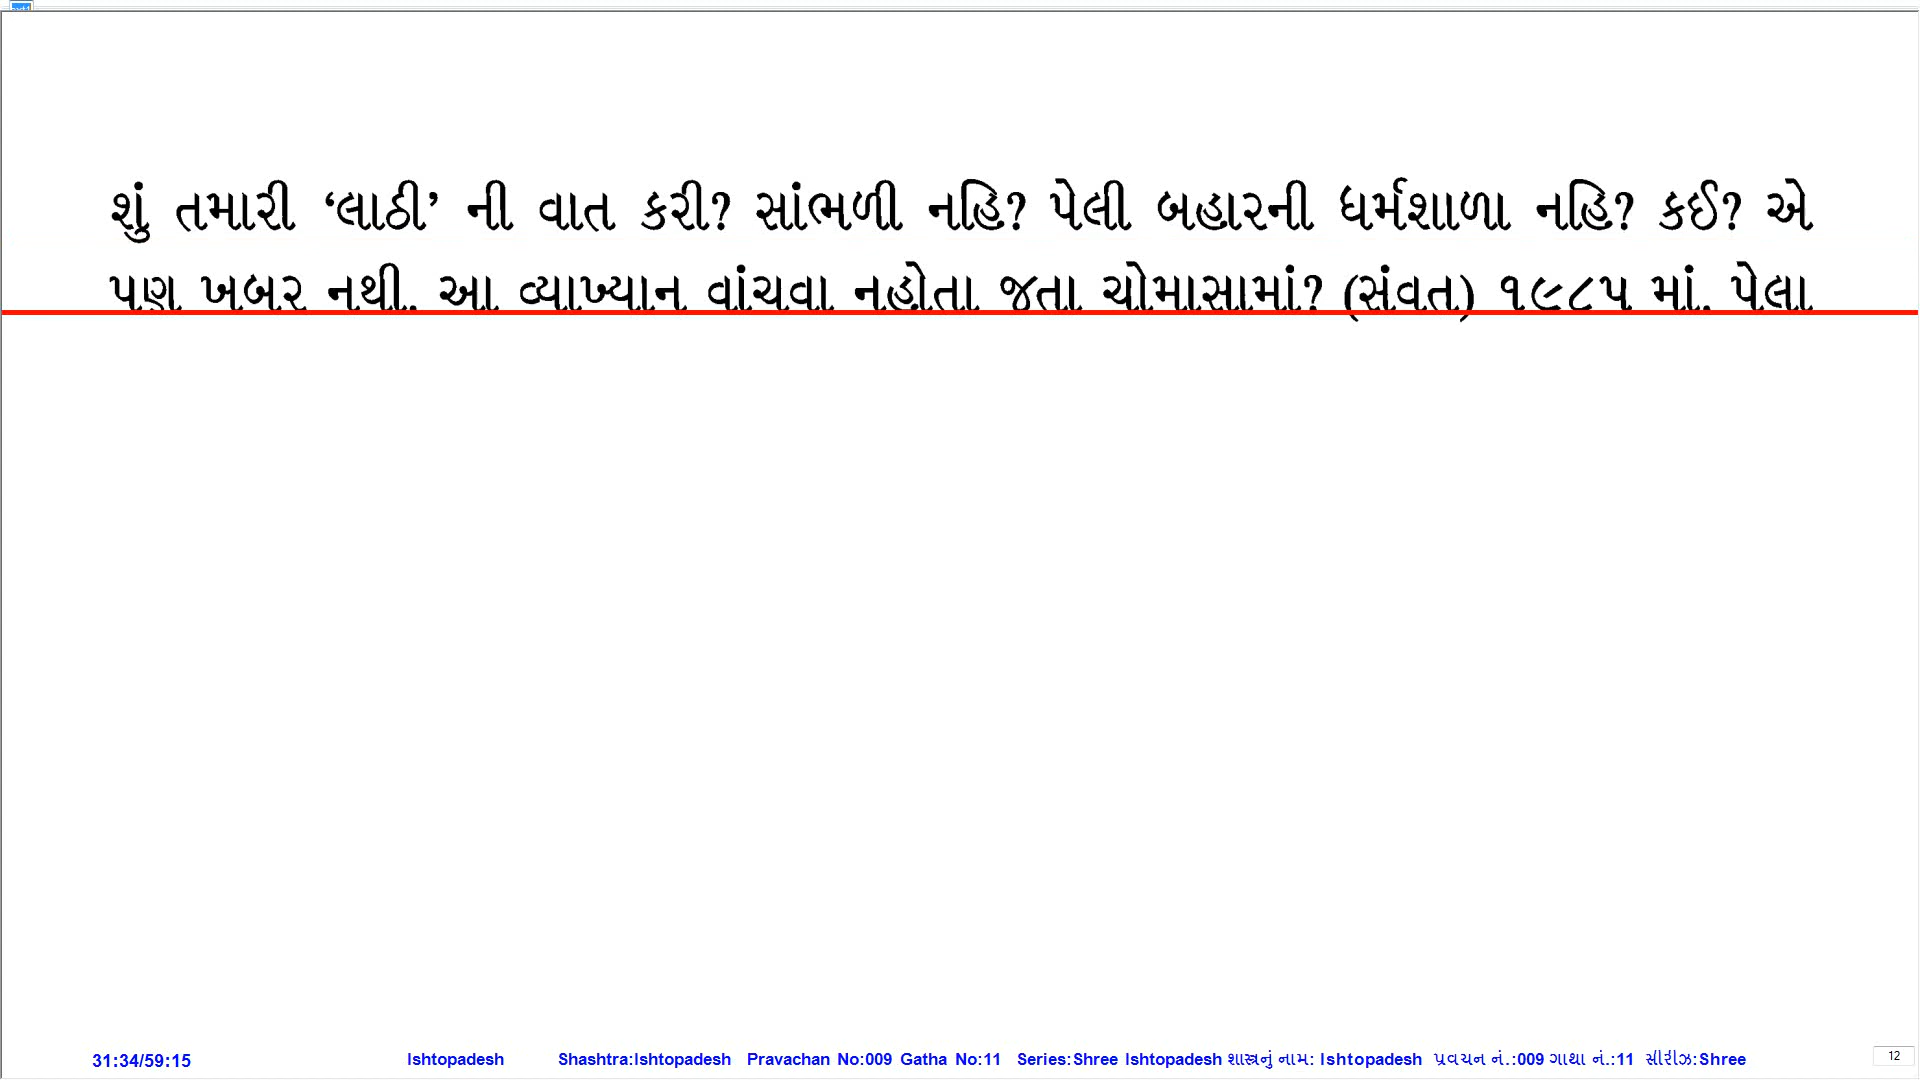 શું તમારી ‘લાઠી’ ની વાત કરી? સાંભળી નહિ? પેલી બહારની ધર્મશાળા નહિ? કઈ? એ
પણ ખબર નથી. આ વ્યાખ્યાન વાંચવા નહોતા જતા ચોમાસામાં? (સંવત) ૧૯૮૫ માં. પેલા
31:34/59:15 Ishtopadesh Shashtra:Ishtopadesh Pravachan No:009 Gatha No:11 Series:Shree Ishtopadesh શાસ્ત્રનું નામ: Ishtopadesh પ્રવચન નં.:009 ગાથા નં.:11 સીરીઝ:Shree 12